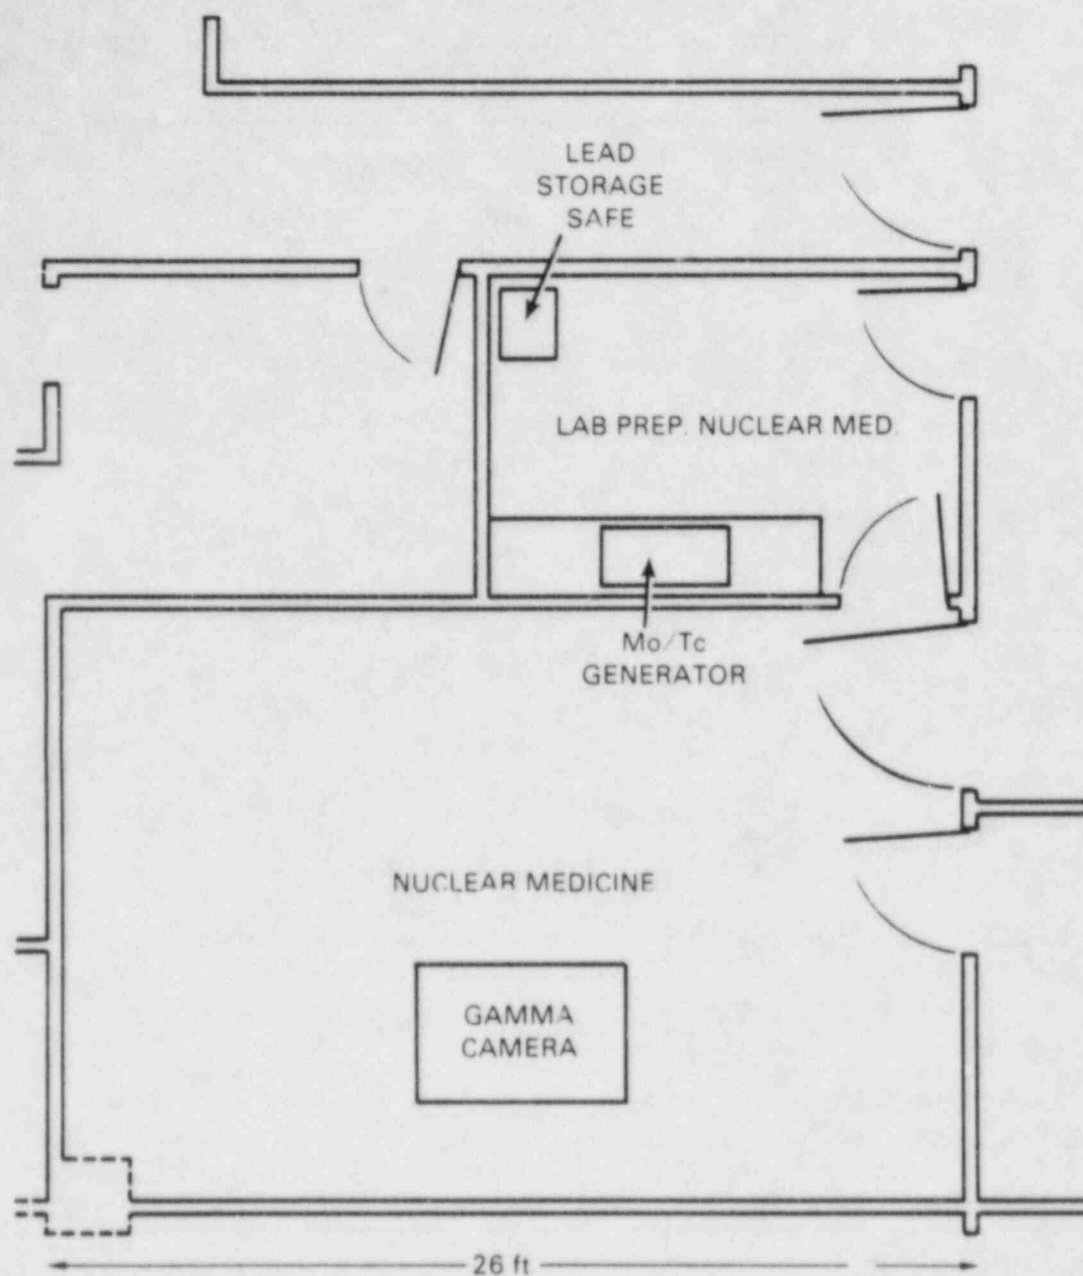 LEAD
STORAGE
SAFE
LAB PREP. NUCLEAR MED.
Mo/Tc
GENERATOR
NUCLEAR MEDICINE
GAMMA
CAMERA
26 ft